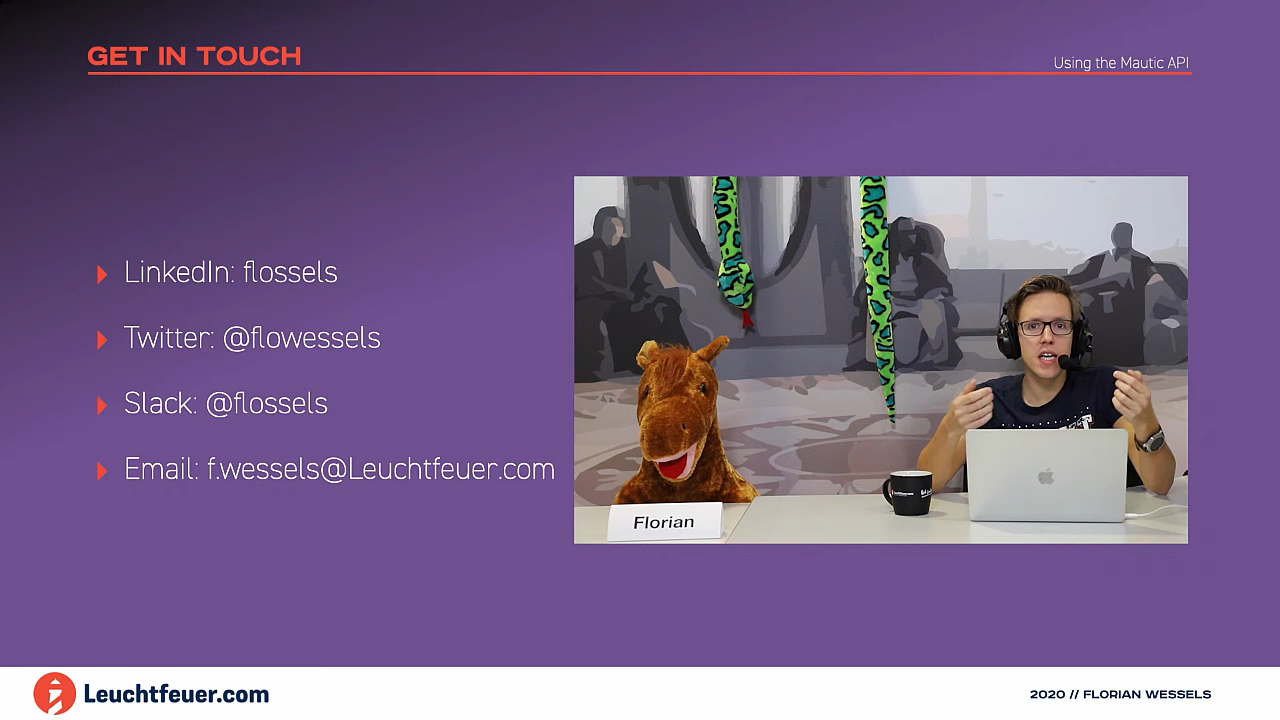 GET IN TOUCH
Using the Mautic API
LinkedIn: flossels
Twitter: @flowessels
Slack: @flossels
Email: f.wessels@Leuchtfeuer.com
Florian
Leuchtfeuer.com
2020 // FLORIAN WESSELS